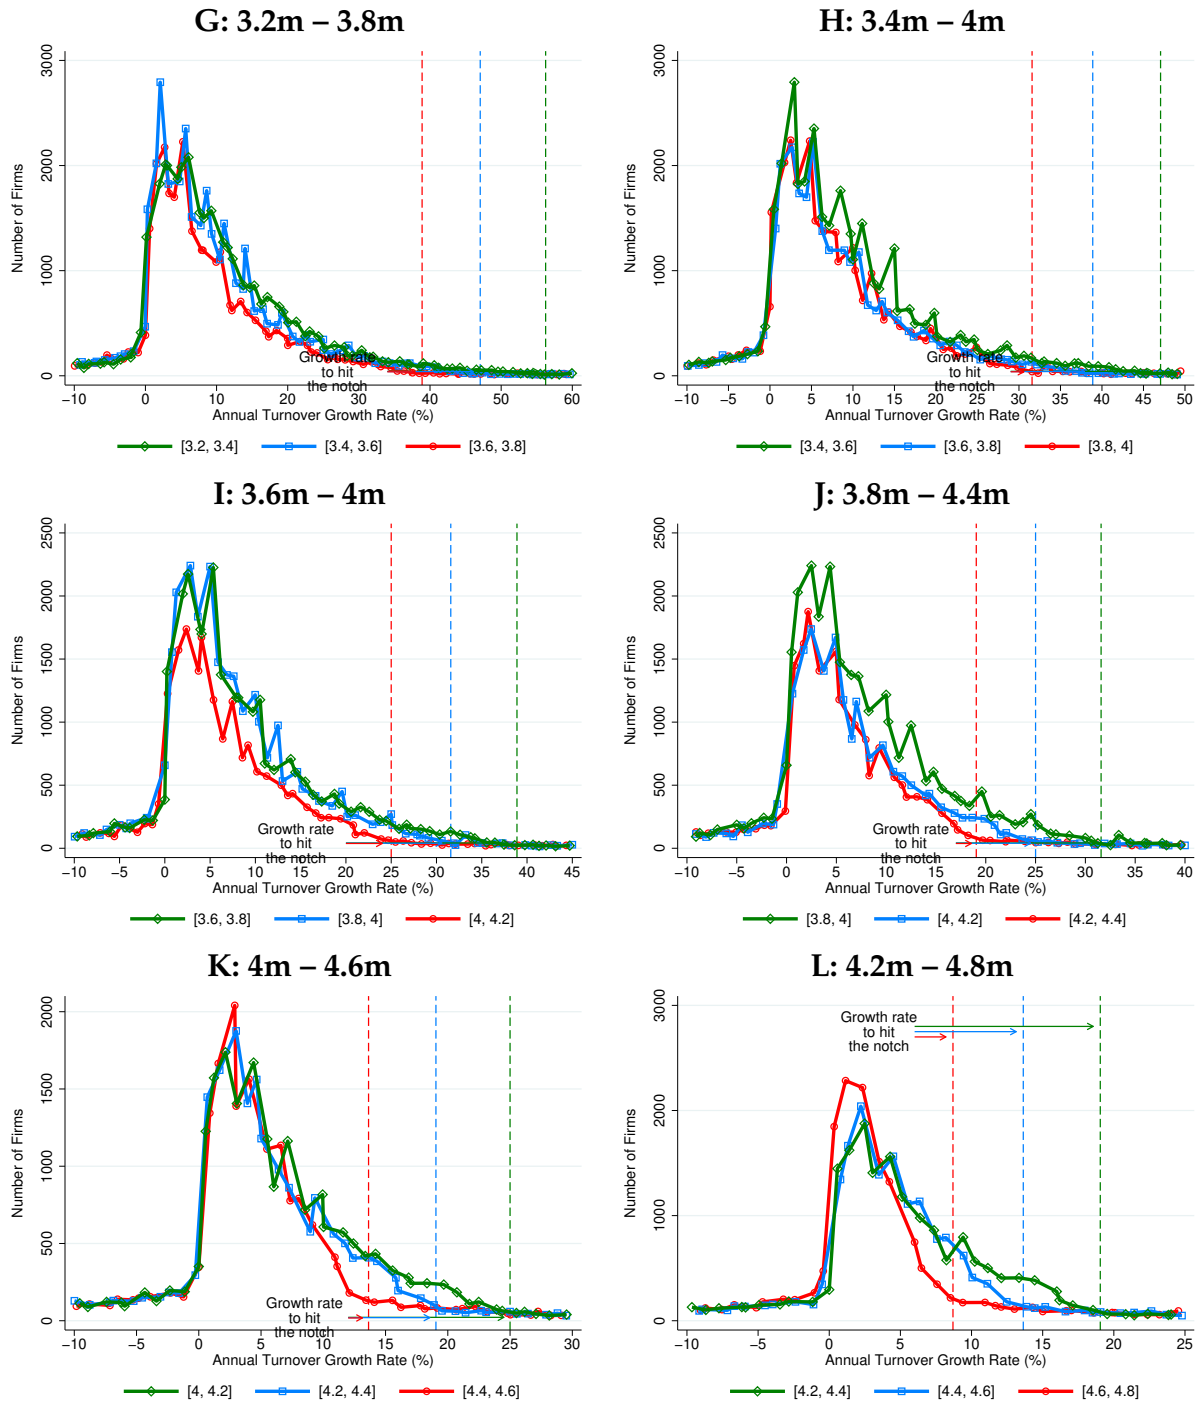 G: 3.2m – 3.8m
Number of Firms
3000
2000
1000
0
Growth rate
to hit
the notch
−10 0 10 20 30 40 50 60
Annual Turnover Growth Rate (%)
[3.2, 3.4] [3.4, 3.6] [3.6, 3.8]
H: 3.4m – 4m
Number of Firms
3000
2000
1000
0
Growth rate
to hit
the notch
−10 −5 0 5 10 15 20 25 30 35 40 45 50
Annual Turnover Growth Rate (%)
[3.4, 3.6] [3.6, 3.8] [3.8, 4]
I: 3.6m – 4m
Number of Firms
2500
2000
1500
1000
500
0
Growth rate
to hit
the notch
−10 −5 0 5 10 15 20 25 30 35 40 45
Annual Turnover Growth Rate (%)
[3.6, 3.8] [3.8, 4] [4, 4.2]
J: 3.8m – 4.4m
Number of Firms
2500
2000
1500
1000
500
0
Growth rate
to hit
the notch
−10 −5 0 5 10 15 20 25 30 35 40
Annual Turnover Growth Rate (%)
[3.8, 4] [4, 4.2] [4.2, 4.4]
K: 4m – 4.6m
Number of Firms
2000
1500
1000
500
0
Growth rate
to hit
the notch
−10 −5 0 5 10 15 20 25 30
Annual Turnover Growth Rate (%)
[4, 4.2] [4.2, 4.4] [4.4, 4.6]
L: 4.2m – 4.8m
Number of Firms
3000
2000
1000
0
Growth rate
to hit
the notch
−10 −5 0 5 10 15 20 25
Annual Turnover Growth Rate (%)
[4.2, 4.4] [4.4, 4.6] [4.6, 4.8]